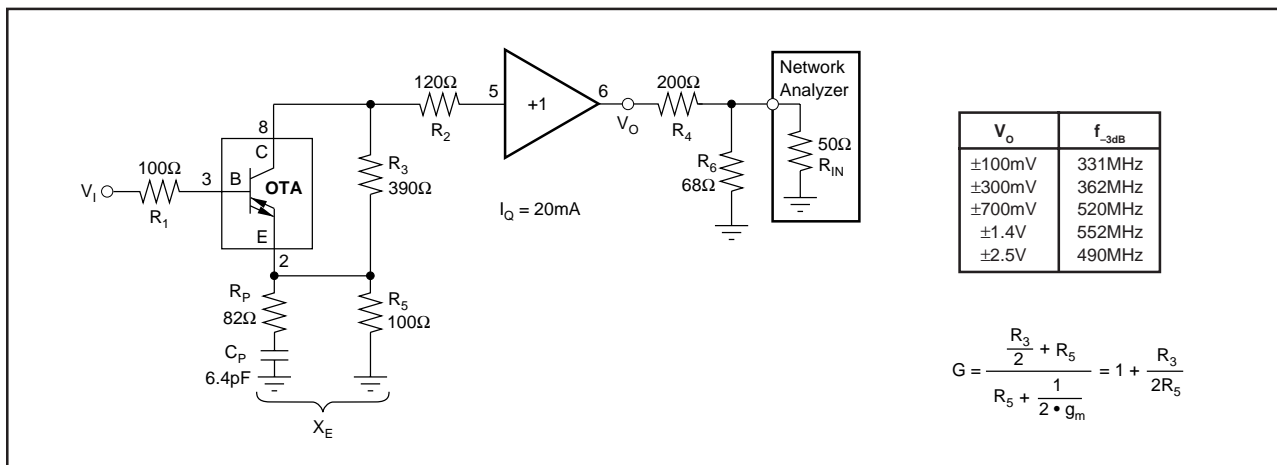 Network
Analyzer
120Ω
R2
5
+1
6
VO
200Ω
R4
50Ω
RIN
R6
68Ω
8
C
100Ω
VI
R1
3
B
OTA
E
2
R3
390Ω
IQ = 20mA
RP
82Ω
CP
6.4pF
R5
100Ω
XE
VO f–3dB
±100mV 331MHz
±300mV 362MHz
±700mV 520MHz
±1.4V 552MHz
±2.5V 490MHz
G = (R3/2 + R5) / (R5 + 1/(2 • gm)) = 1 + R3/2R5